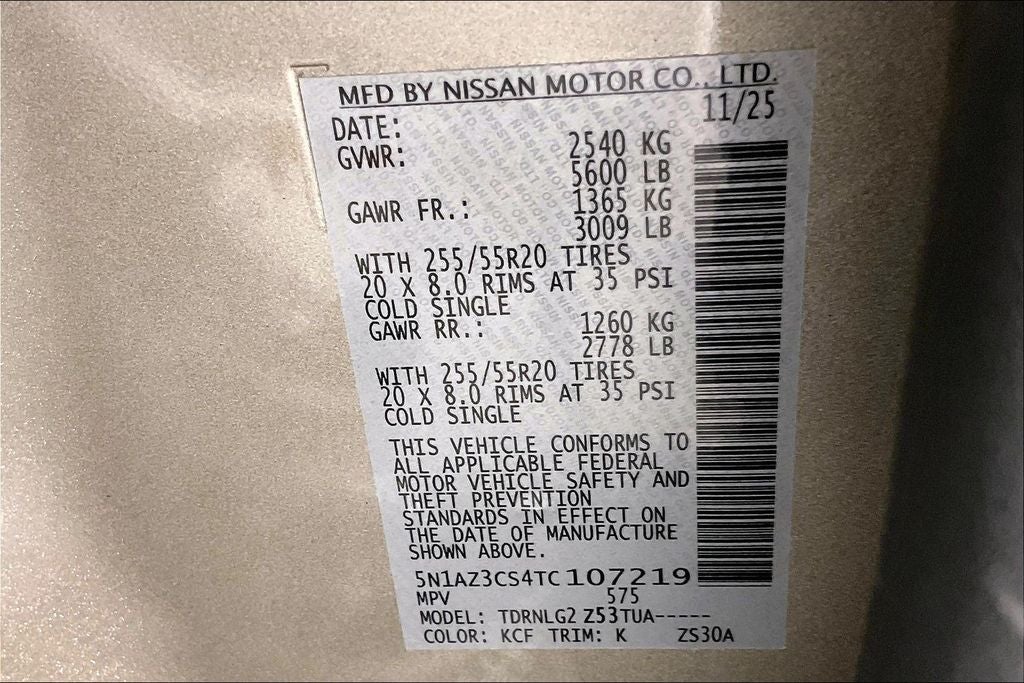 MFD BY NISSAN MOTOR CO., LTD.
DATE: 11/25
GVWR: 2540 KG
5600 LB
GAWR FR.: 1365 KG
3009 LB
WITH 255/55R20 TIRES
20 X 8.0 RIMS AT 35 PSI
COLD SINGLE
GAWR RR.: 1260 KG
2778 LB
WITH 255/55R20 TIRES
20 X 8.0 RIMS AT 35 PSI
COLD SINGLE
THIS VEHICLE CONFORMS TO
ALL APPLICABLE FEDERAL
MOTOR VEHICLE SAFETY AND
THEFT PREVENTION
STANDARDS IN EFFECT ON
THE DATE OF MANUFACTURE
SHOWN ABOVE.
5N1AZ3CS4TC107219
MPV 575
MODEL: TDRNLG2 Z53TUA-----
COLOR: KCF TRIM: K ZS30A